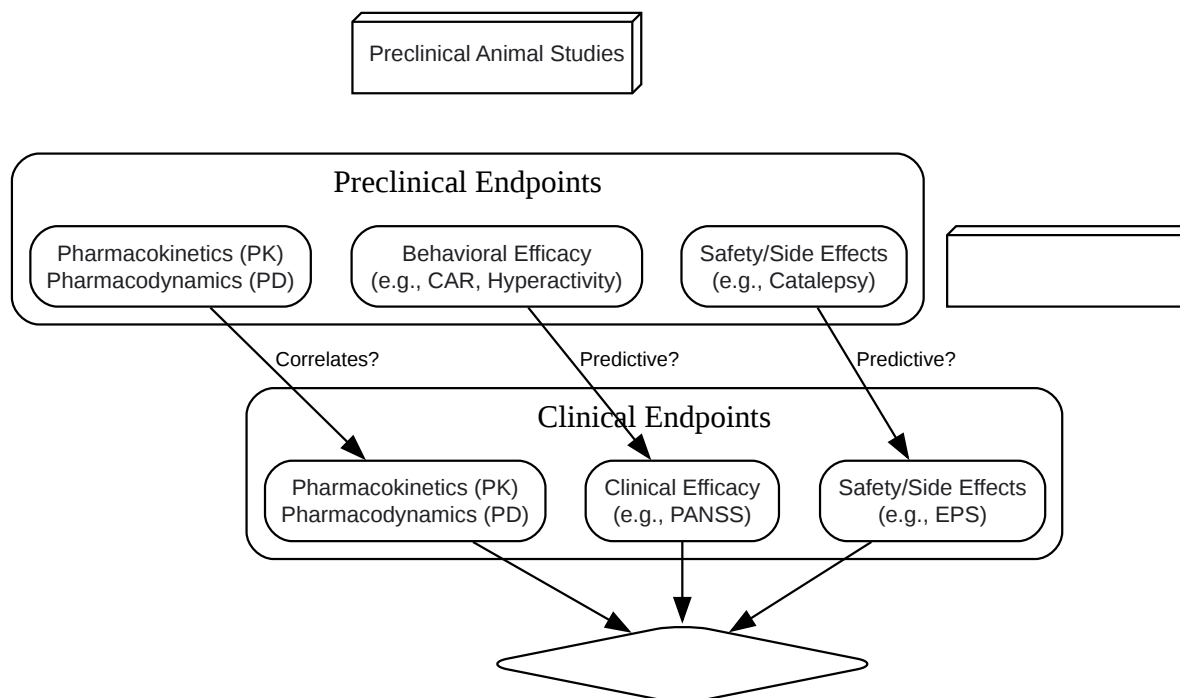 Preclinical Animal Studies
Preclinical Endpoints
Pharmacokinetics (PK)
Pharmacodynamics (PD)
Behavioral Efficacy
(e.g., CAR, Hyperactivity)
Safety/Side Effects
(e.g., Catalepsy)
Correlates?
Predictive?
Predictive?
Clinical Endpoints
Pharmacokinetics (PK)
Pharmacodynamics (PD)
Clinical Efficacy
(e.g., PANSS)
Safety/Side Effects
(e.g., EPS)